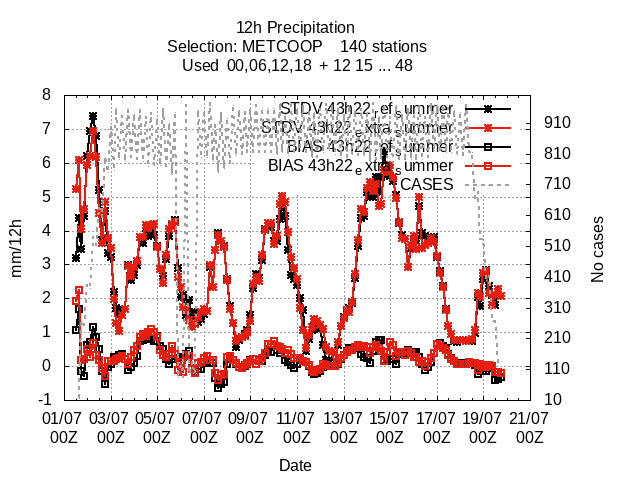 12h Precipitation
Selection: METCOOP 140 stations
Used 00,06,12,18 + 12 15 ... 48
STDV 43h22_ref_summer
STDV 43h22_extra_summer
BIAS 43h22_ref_summer
BIAS 43h22_extra_summer
CASES
8
7
6
5
4
3
2
1
0
-1
mm/12h
910
810
710
610
510
410
310
210
110
10
No cases
01/07 03/07 05/07 07/07 09/07 11/07 13/07 15/07 17/07 19/07 21/07
00Z 00Z 00Z 00Z 00Z 00Z 00Z 00Z 00Z 00Z 00Z
Date